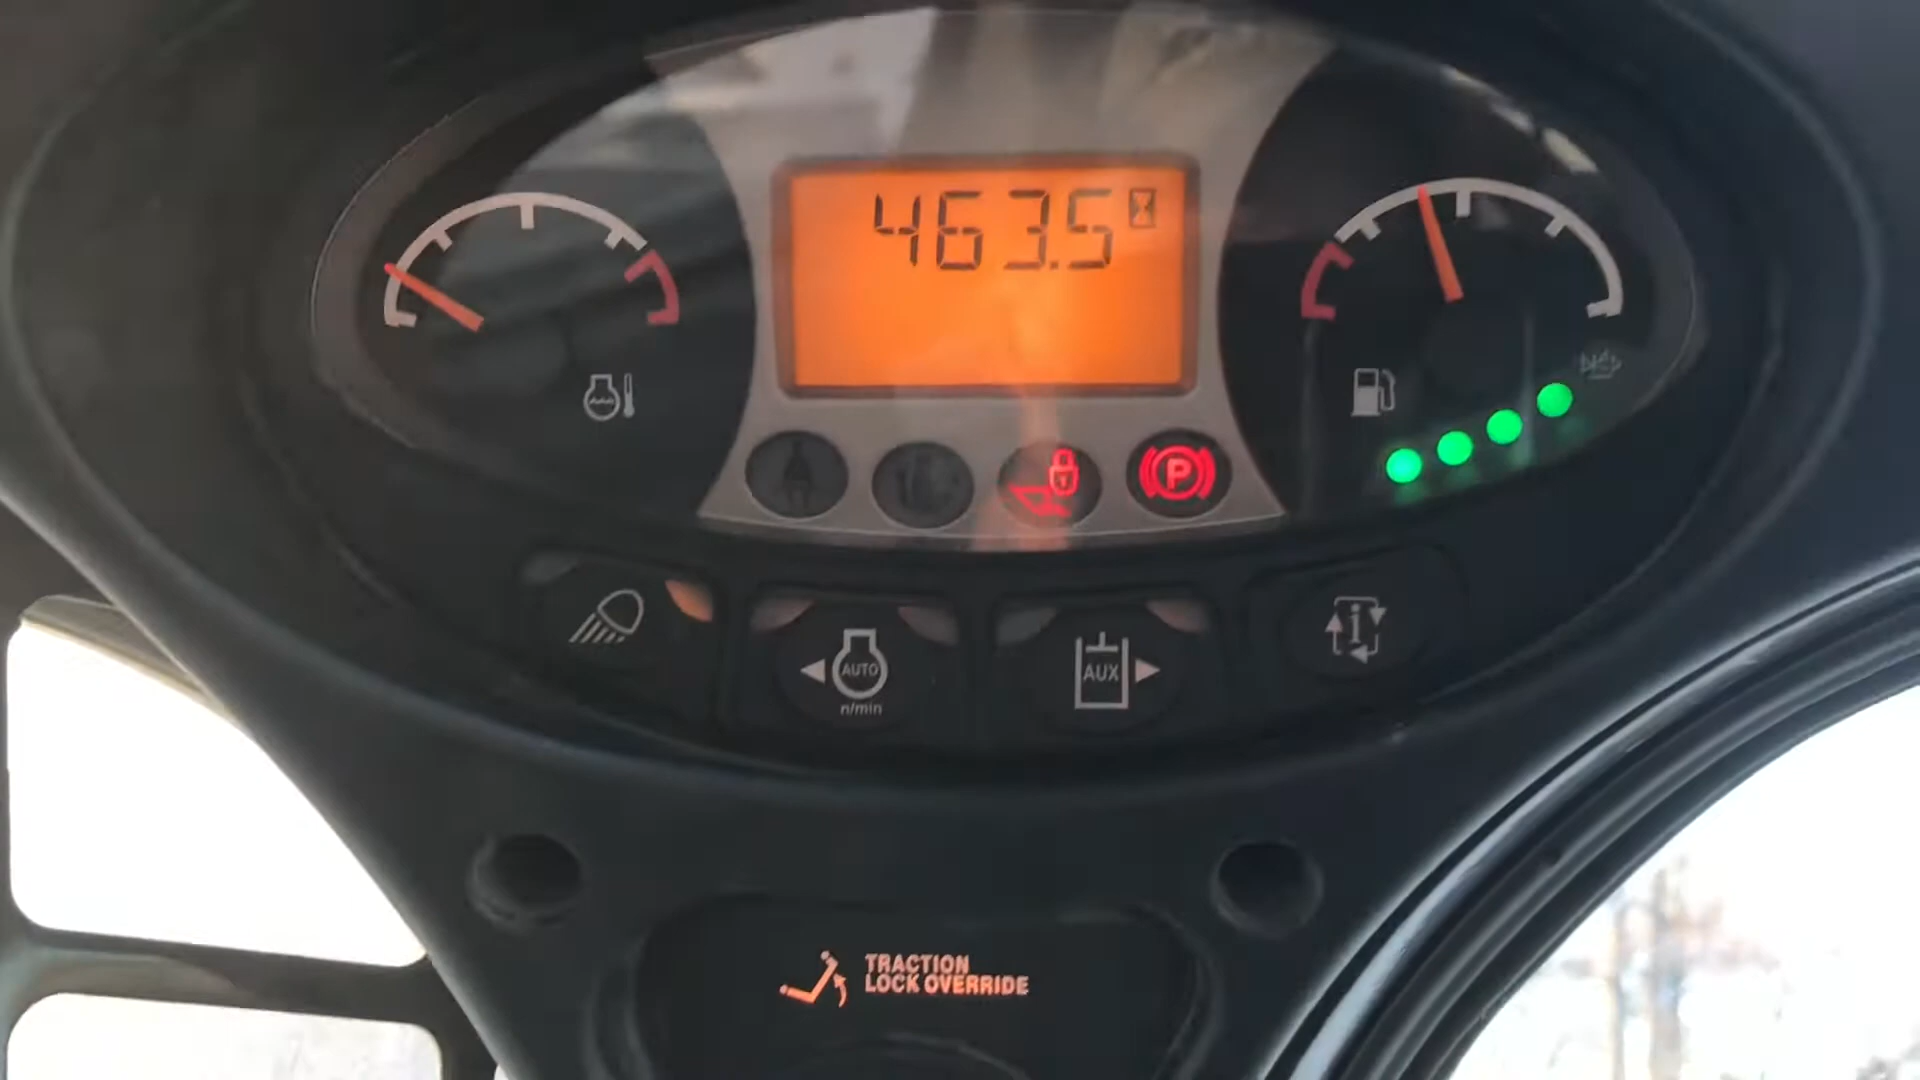 463.5
P
AUTO
n/min
AUX
i
TRACTION
LOCK OVERRIDE